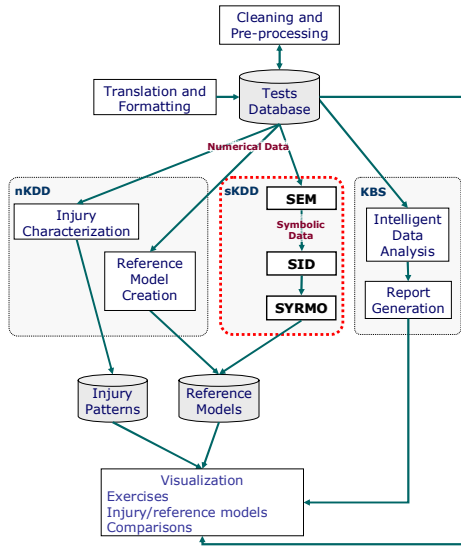 Cleaning and
Pre-processing
Translation and
Formatting
Tests
Database
Numerical Data
nKDD
sKDD
KBS
Injury
Characterization
Reference
Model
Creation
SEM
Symbolic
Data
SID
SYRMO
Intelligent
Data
Analysis
Report
Generation
Injury
Patterns
Reference
Models
Visualization
Exercises
Injury/reference models
Comparisons